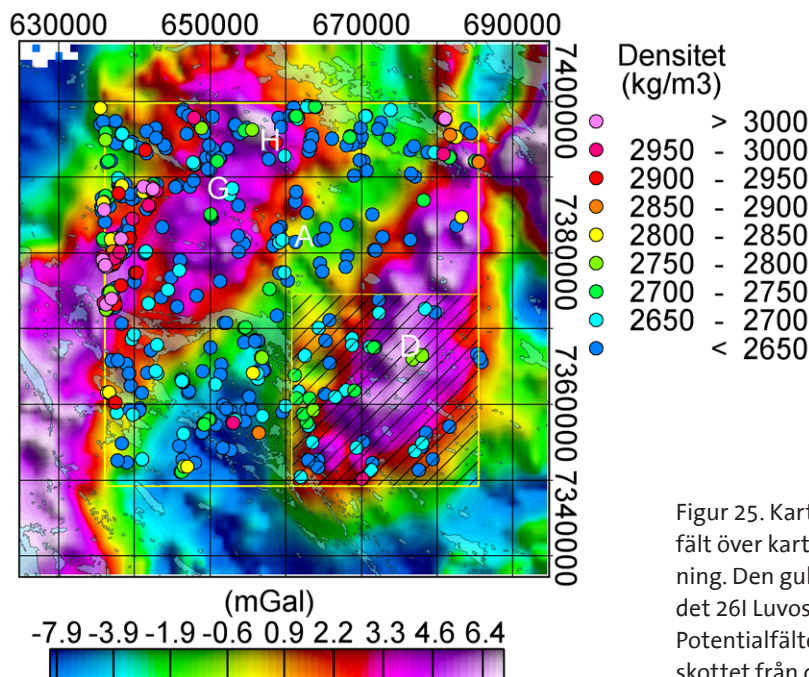 630000 650000 670000 690000
7400000
7380000
7360000
7340000
H
G
A
D
Densitet
(kg/m3)
> 3000
2950 - 3000
2900 - 2950
2850 - 2900
2800 - 2850
2750 - 2800
2700 - 2750
2650 - 2700
< 2650
(mGal)
-7.9 -3.9 -1.9 -0.6 0.9 2.2 3.3 4.6 6.4
Figur 25. Kart
fält över kart
ning. Den gul
det 26I Luvos
Potentialfälte
skottet från d